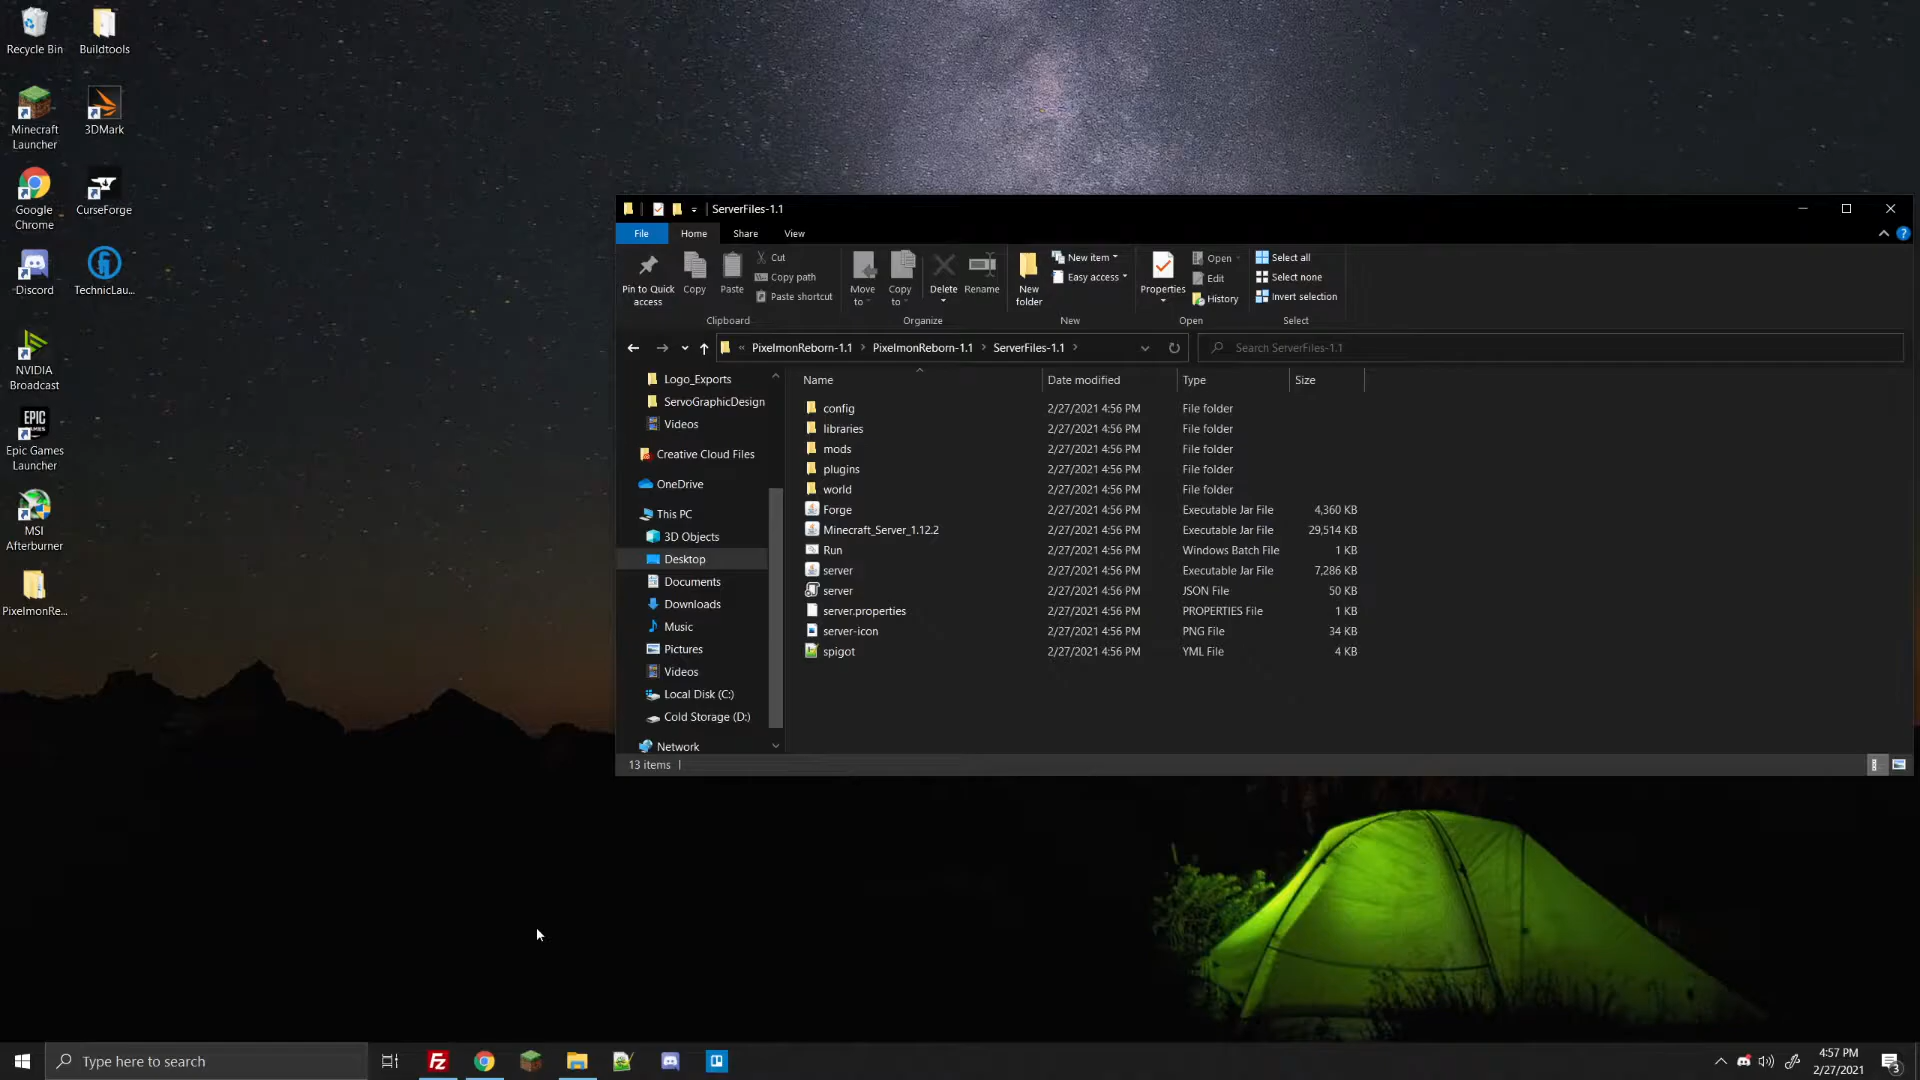 Recycle Bin
Buildtools
Minecraft
Launcher
3DMark
Google
Chrome
CurseForge
Discord
TechnicLau...
NVIDIA
Broadcast
EPIC
GAMES
Epic Games
Launcher
MSI
Afterburner
PixelmonRe...
ServerFiles-1.1
File
Home
Share
View
Pin to Quick
access
Copy
Paste
Cut
Copy path
Paste shortcut
Clipboard
Move
to
Copy
to
Delete
Rename
Organize
New
folder
New item
Easy access
New
Properties
Open
Edit
History
Open
Select all
Select none
Invert selection
Select
« PixelmonReborn-1.1 > PixelmonReborn-1.1 > ServerFiles-1.1 >
Search ServerFiles-1.1
Logo_Exports
ServoGraphicDesign
Videos
Creative Cloud Files
OneDrive
This PC
3D Objects
Desktop
Documents
Downloads
Music
Pictures
Videos
Local Disk (C:)
Cold Storage (D:)
Network
Name Date modified Type Size
config 2/27/2021 4:56 PM File folder
libraries 2/27/2021 4:56 PM File folder
mods 2/27/2021 4:56 PM File folder
plugins 2/27/2021 4:56 PM File folder
world 2/27/2021 4:56 PM File folder
Forge 2/27/2021 4:56 PM Executable Jar File 4,360 KB
Minecraft_Server_1.12.2 2/27/2021 4:56 PM Executable Jar File 29,514 KB
Run 2/27/2021 4:56 PM Windows Batch File 1 KB
server 2/27/2021 4:56 PM Executable Jar File 7,286 KB
server 2/27/2021 4:56 PM JSON File 50 KB
server.properties 2/27/2021 4:56 PM PROPERTIES File 1 KB
server-icon 2/27/2021 4:56 PM PNG File 34 KB
spigot 2/27/2021 4:56 PM YML File 4 KB
13 items
Type here to search
Fz
4:57 PM
2/27/2021
3